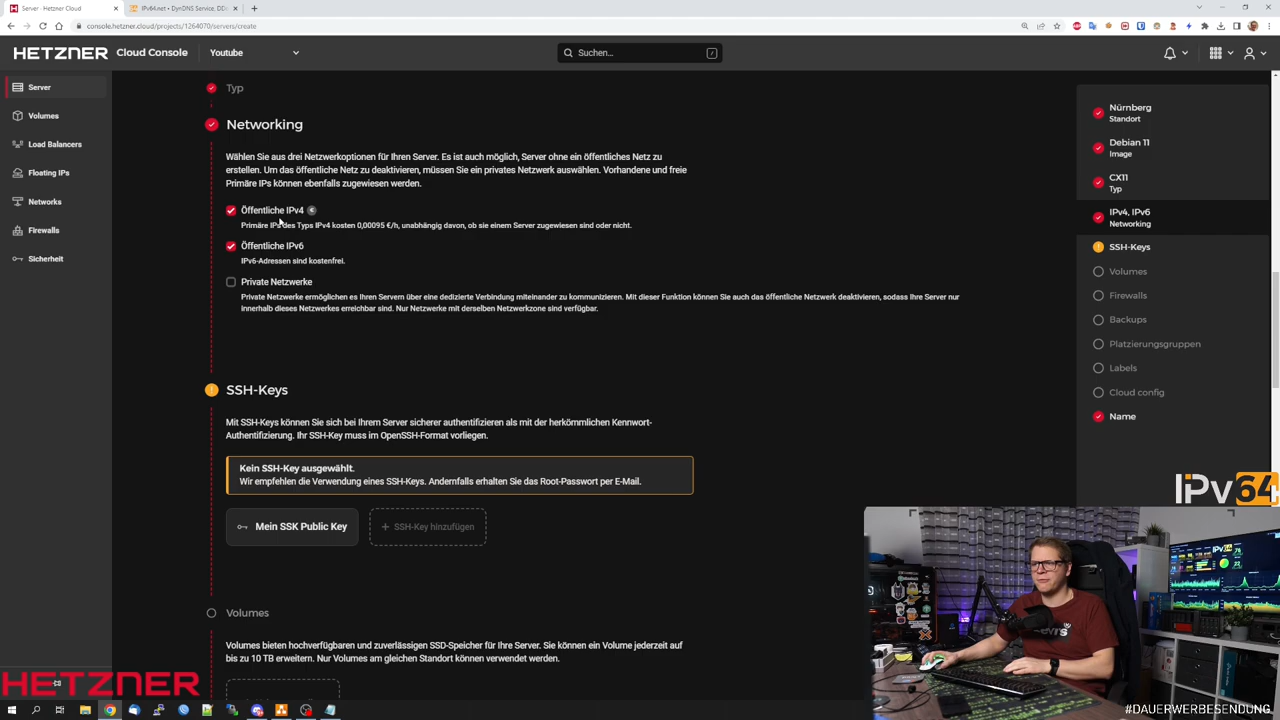 Server · Hetzner Cloud
IPv64.net • DynDNS Service, DDI
console.hetzner.cloud/projects/1264070/servers/create
HETZNER Cloud Console
Youtube
Suchen...
/
Server
Volumes
Load Balancers
Floating IPs
Networks
Firewalls
Sicherheit
Typ
Networking
Wählen Sie aus drei Netzwerkoptionen für Ihren Server. Es ist auch möglich, Server ohne ein öffentliches Netz zu
erstellen. Um das öffentliche Netz zu deaktivieren, müssen Sie ein privates Netzwerk auswählen. Vorhandene und freie
Primäre IPs können ebenfalls zugewiesen werden.
Öffentliche IPv4 €
Primäre IPs des Typs IPv4 kosten 0,00095 €/h, unabhängig davon, ob sie einem Server zugewiesen sind oder nicht.
Öffentliche IPv6
IPv6-Adressen sind kostenfrei.
Private Netzwerke
Private Netzwerke ermöglichen es Ihren Servern über eine dedizierte Verbindung miteinander zu kommunizieren. Mit dieser Funktion können Sie auch das öffentliche Netzwerk deaktivieren, sodass Ihre Server nur
innerhalb dieses Netzwerkes erreichbar sind. Nur Netzwerke mit derselben Netzwerkzone sind verfügbar.
SSH-Keys
Mit SSH-Keys können Sie sich bei Ihrem Server sicherer authentifizieren als mit der herkömmlichen Kennwort-
Authentifizierung. Ihr SSH-Key muss im OpenSSH-Format vorliegen.
Kein SSH-Key ausgewählt.
Wir empfehlen die Verwendung eines SSH-Keys. Andernfalls erhalten Sie das Root-Passwort per E-Mail.
Mein SSK Public Key
+ SSH-Key hinzufügen
Volumes
Volumes bieten hochverfügbaren und zuverlässigen SSD-Speicher für Ihre Server. Sie können ein Volume jederzeit auf
bis zu 10 TB erweitern. Nur Volumes am gleichen Standort können verwendet werden.
Nürnberg
Standort
Debian 11
Image
CX11
Typ
IPv4, IPv6
Networking
SSH-Keys
Volumes
Firewalls
Backups
Platzierungsgruppen
Labels
Cloud config
Name
IPv64
IPv64
HETZNER
#DAUERWERBESENDUNG